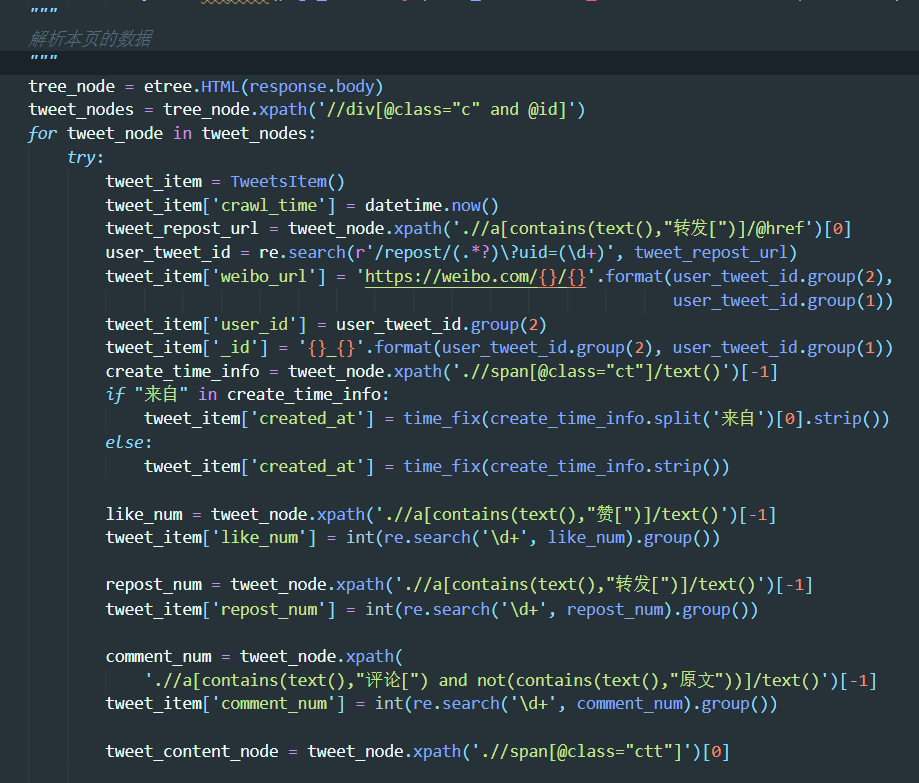 """
解析本页的数据
"""
tree_node = etree.HTML(response.body)
tweet_nodes = tree_node.xpath('//div[@class="c" and @id]')
for tweet_node in tweet_nodes:
    try:
        tweet_item = TweetsItem()
        tweet_item['crawl_time'] = datetime.now()
        tweet_repost_url = tweet_node.xpath('.//a[contains(text(),"转发[")]/@href')[0]
        user_tweet_id = re.search(r'/repost/(.*?)\?uid=(\d+)', tweet_repost_url)
        tweet_item['weibo_url'] = 'https://weibo.com/{}/{}'.format(user_tweet_id.group(2),
                                                                   user_tweet_id.group(1))
        tweet_item['user_id'] = user_tweet_id.group(2)
        tweet_item['_id'] = '{}_{}'.format(user_tweet_id.group(2), user_tweet_id.group(1))
        create_time_info = tweet_node.xpath('.//span[@class="ct"]/text()')[-1]
        if "来自" in create_time_info:
            tweet_item['created_at'] = time_fix(create_time_info.split('来自')[0].strip())
        else:
            tweet_item['created_at'] = time_fix(create_time_info.strip())
        like_num = tweet_node.xpath('.//a[contains(text(),"赞[")]/text()')[-1]
        tweet_item['like_num'] = int(re.search('\d+', like_num).group())
        repost_num = tweet_node.xpath('.//a[contains(text(),"转发[")]/text()')[-1]
        tweet_item['repost_num'] = int(re.search('\d+', repost_num).group())
        comment_num = tweet_node.xpath(
            './/a[contains(text(),"评论[") and not(contains(text(),"原文"))]/text()')[-1]
        tweet_item['comment_num'] = int(re.search('\d+', comment_num).group())
        tweet_content_node = tweet_node.xpath('.//span[@class="ctt"]')[0]